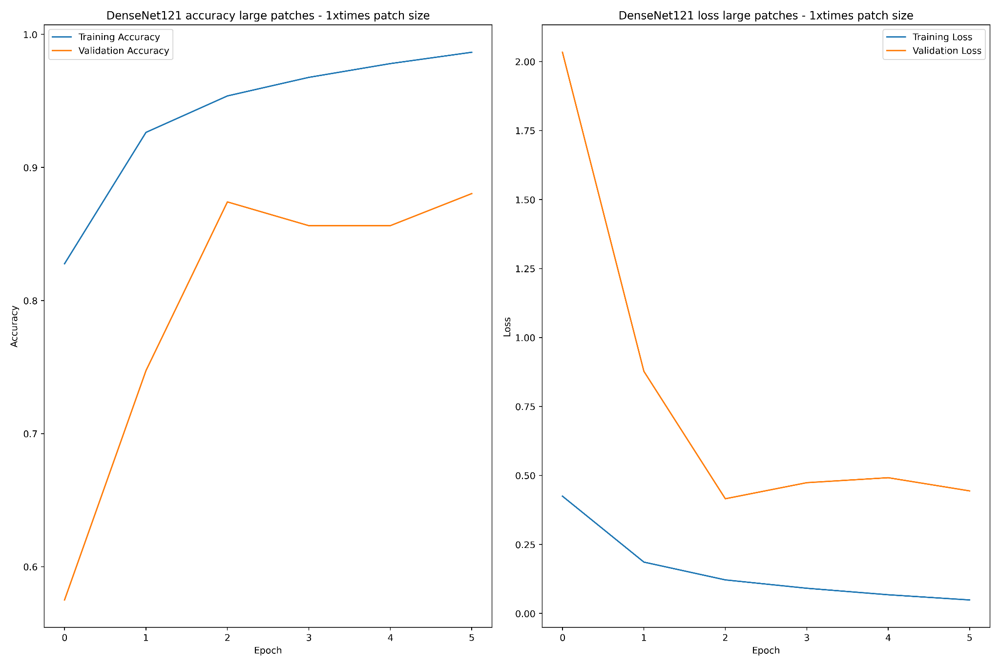 DenseNet121 accuracy large patches - 1xtimes patch size
Training Accuracy
Validation Accuracy
1.0
0.9
0.8
0.7
0.6
Accuracy
0 1 2 3 4 5
Epoch
DenseNet121 loss large patches - 1xtimes patch size
Training Loss
Validation Loss
2.00
1.75
1.50
1.25
1.00
0.75
0.50
0.25
0.00
Loss
0 1 2 3 4 5
Epoch